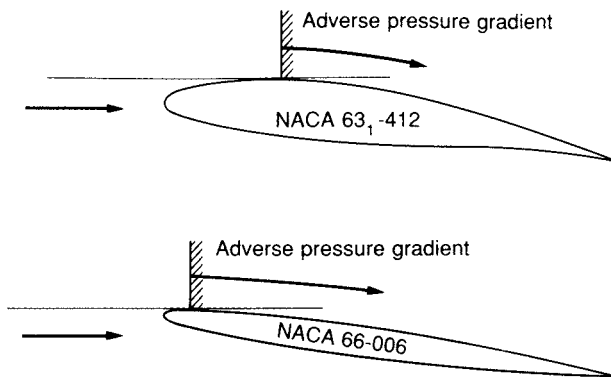 Adverse pressure gradient
NACA 63₁-412
Adverse pressure gradient
NACA 66-006